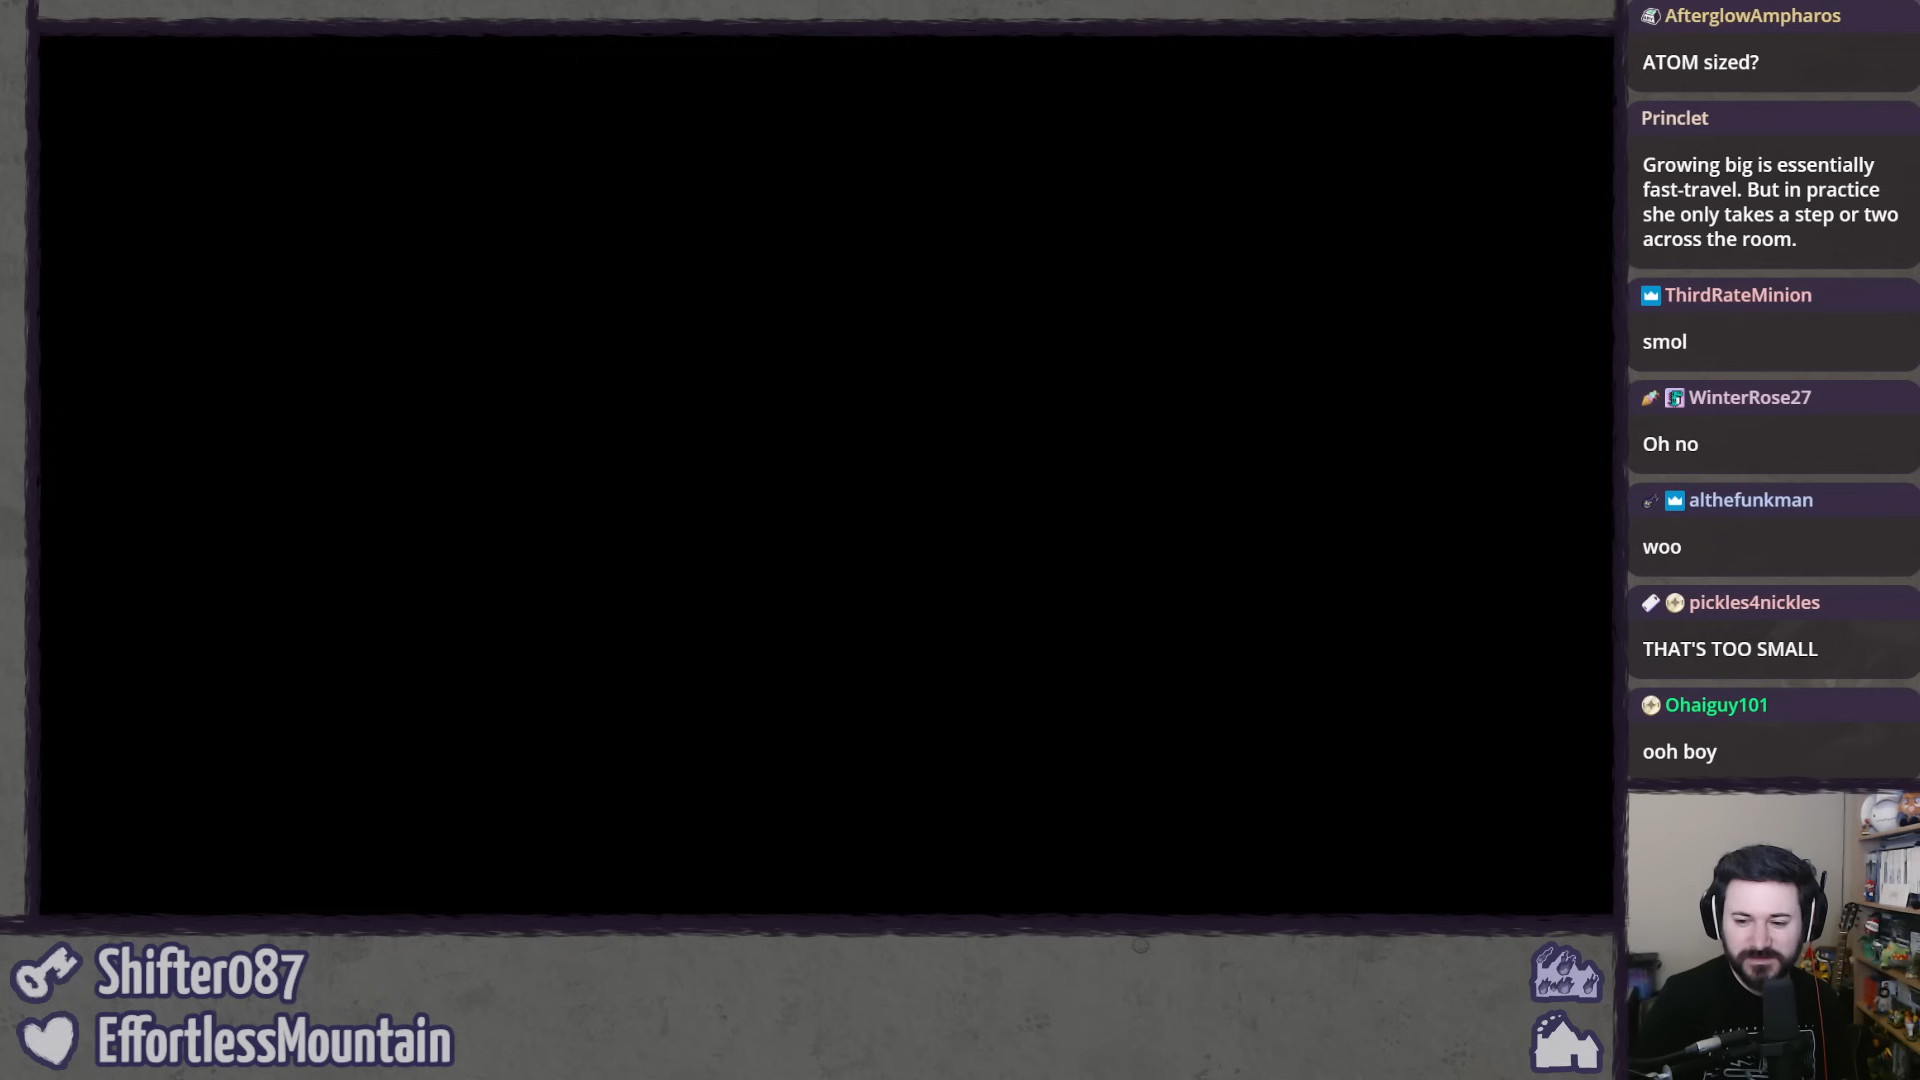 AfterglowAmpharos
ATOM sized?
Princlet
Growing big is essentially
fast-travel. But in practice
she only takes a step or two
across the room.
ThirdRateMinion
smol
WinterRose27
Oh no
althefunkman
woo
pickles4nickles
THAT'S TOO SMALL
Ohaiguy101
ooh boy
Shifter087
EffortlessMountain